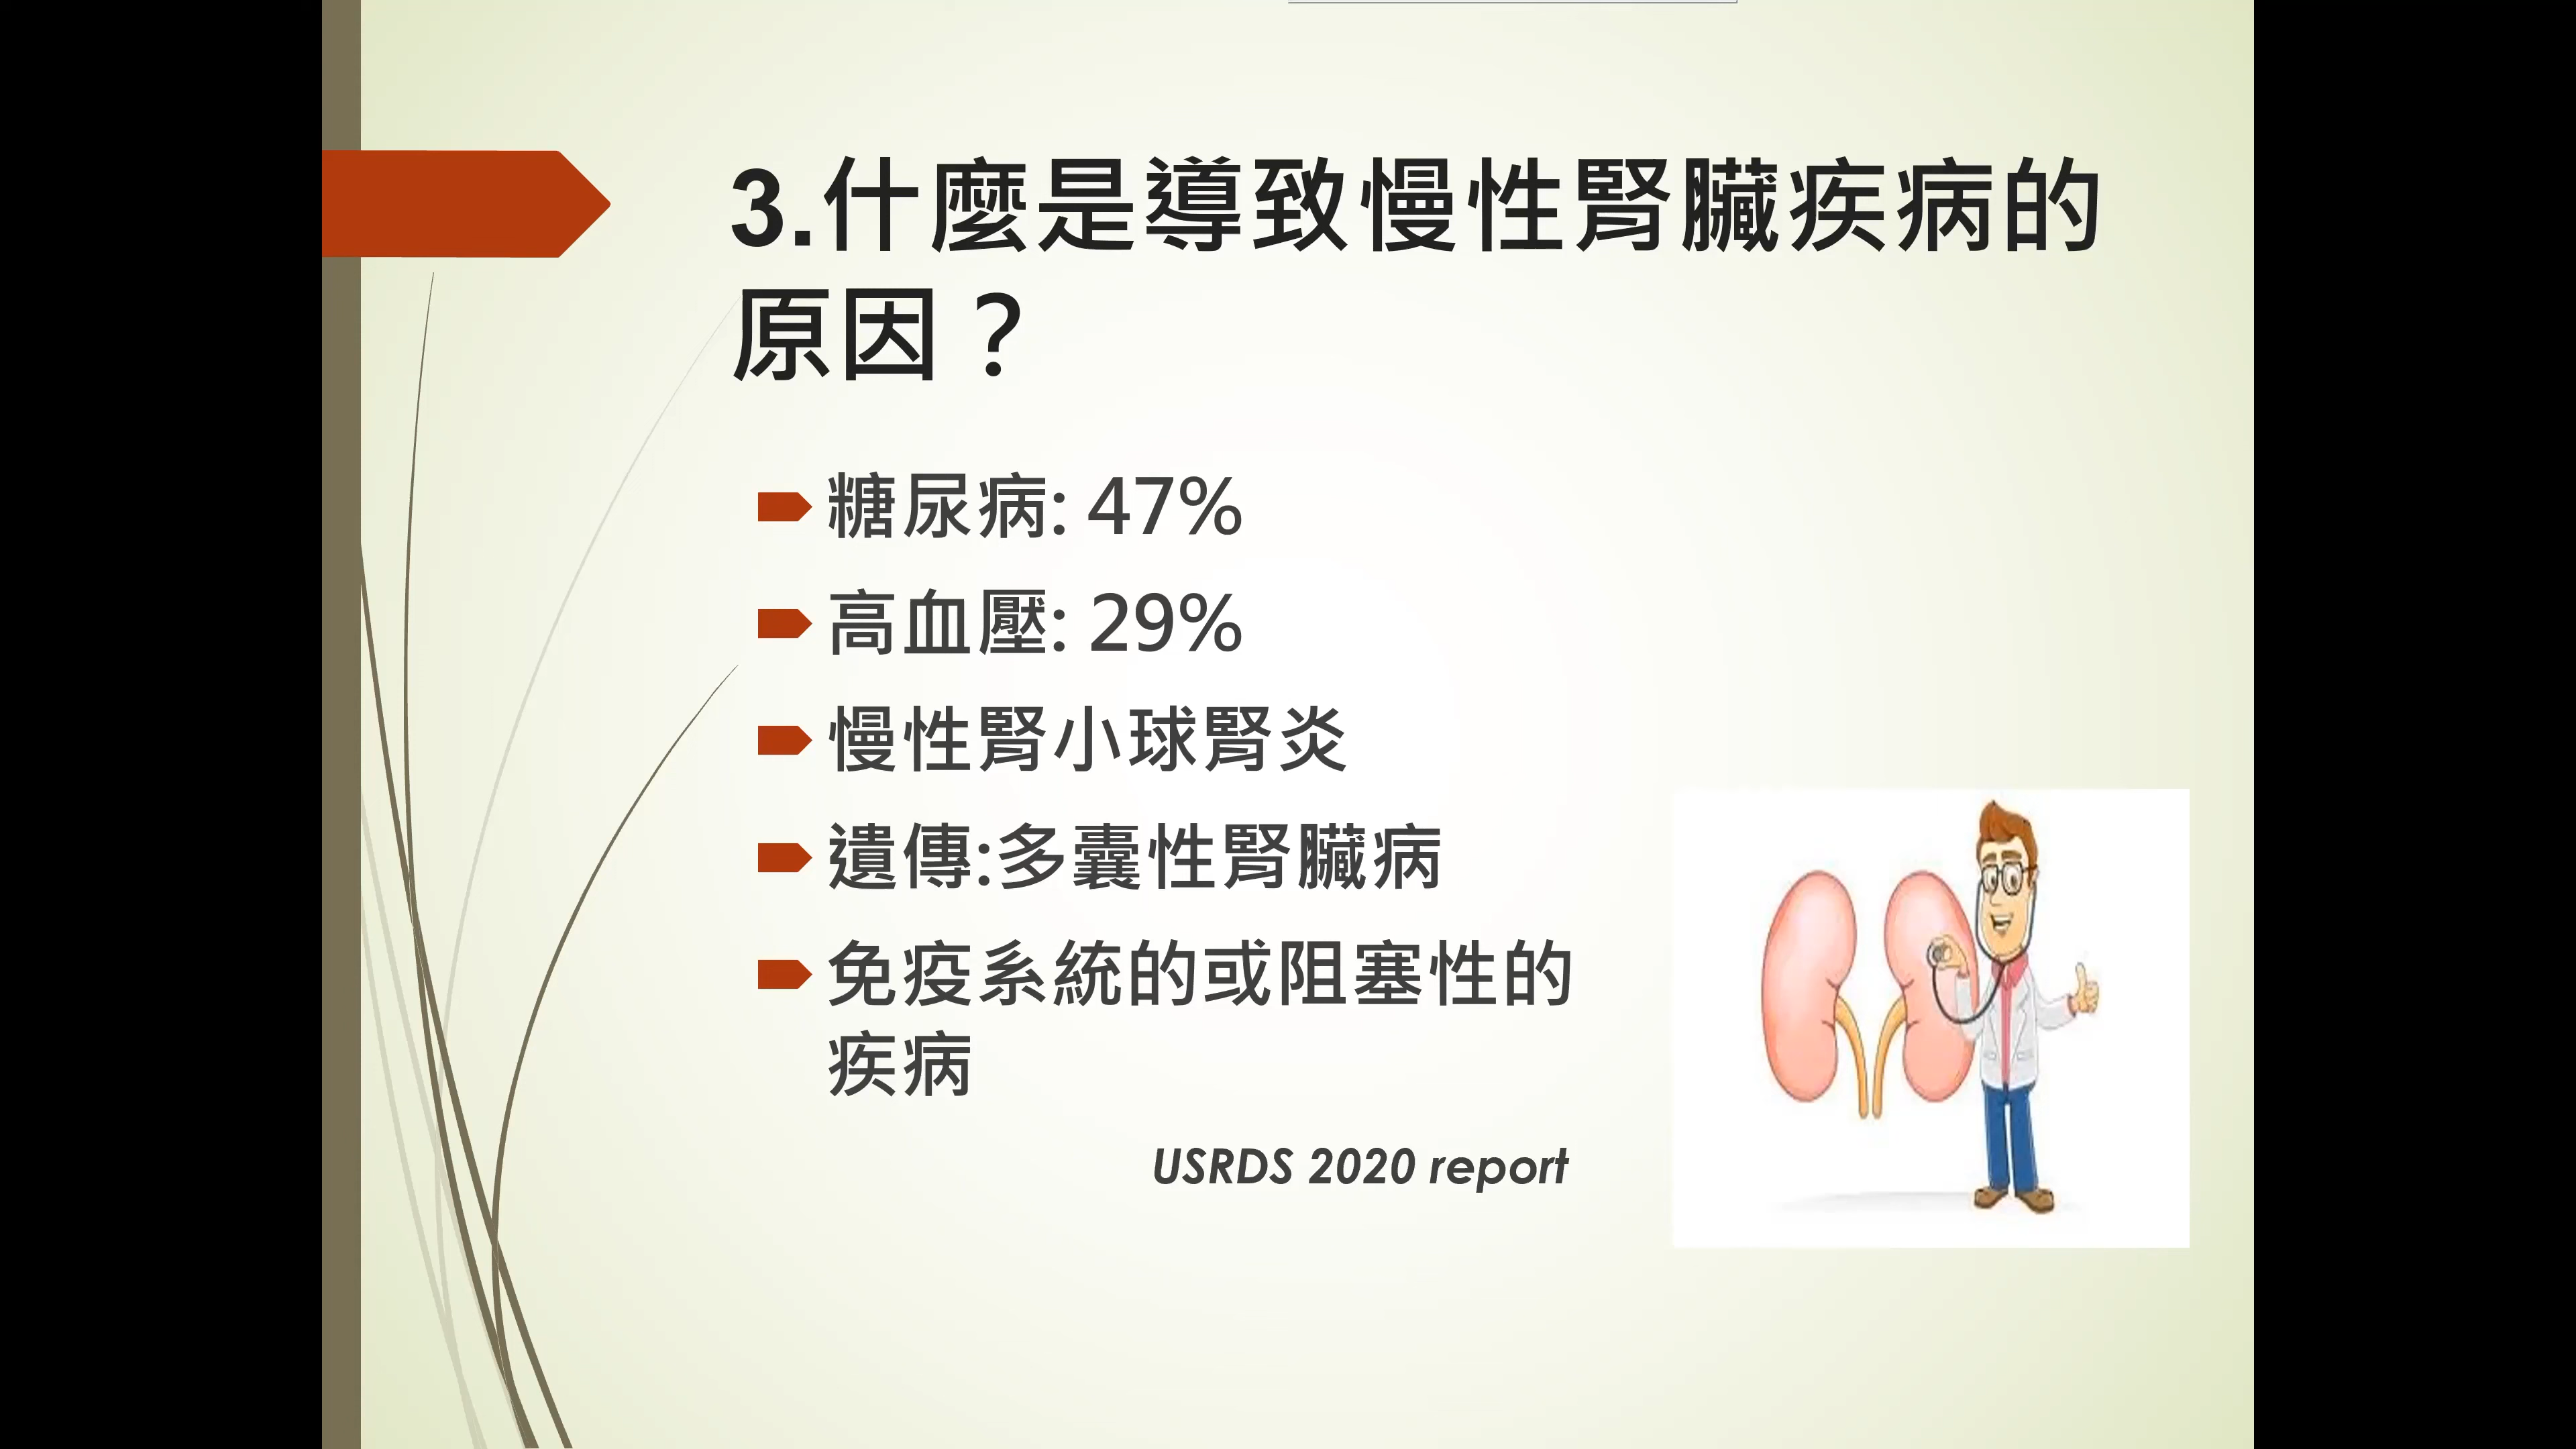 3.什麼是導致慢性腎臟疾病的
原因？
糖尿病: 47%
高血壓: 29%
慢性腎小球腎炎
遺傳:多囊性腎臟病
免疫系統的或阻塞性的
疾病
USRDS 2020 report